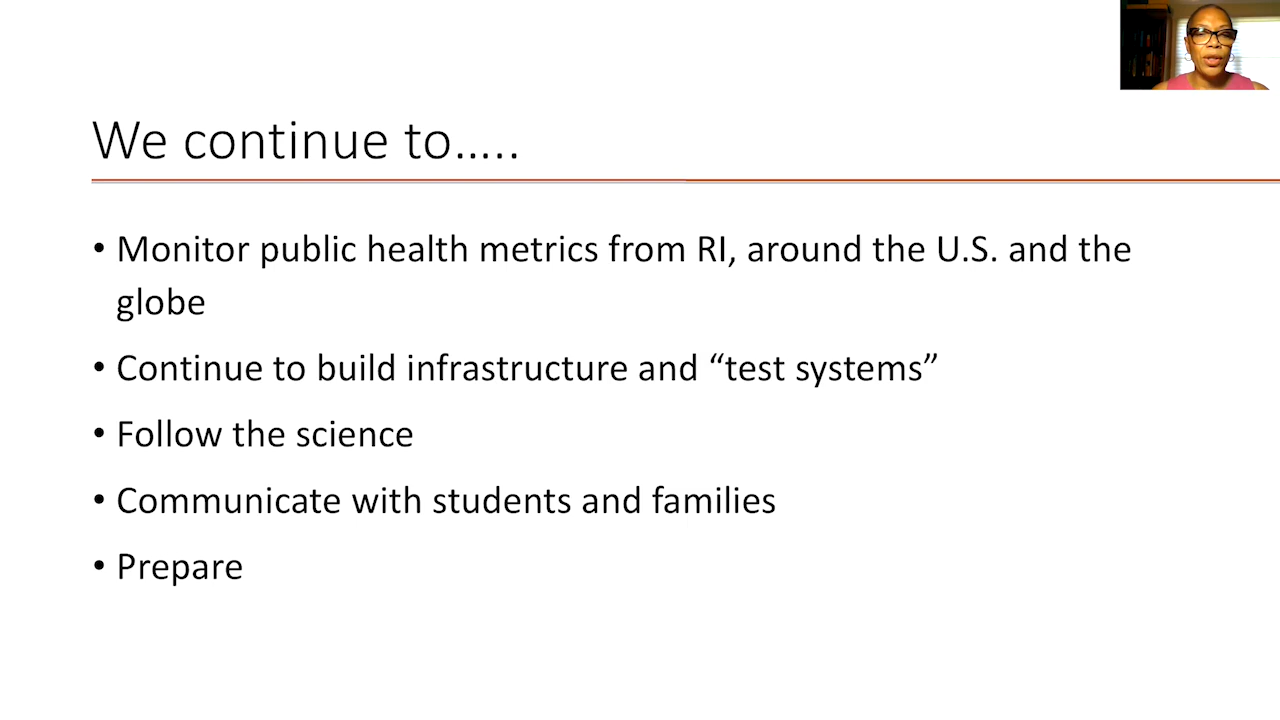 We continue to…..
• Monitor public health metrics from RI, around the U.S. and the
globe
• Continue to build infrastructure and “test systems”
• Follow the science
• Communicate with students and families
• Prepare